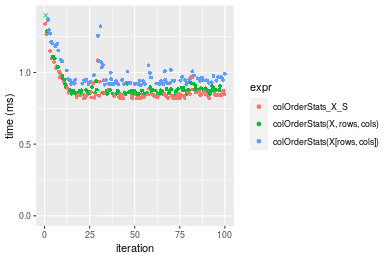 time (ms)
1.0
0.5
0.0
0
25
50
75
100
iteration
expr
colOrderStats_X_S
colOrderStats(X, rows, cols)
colOrderStats(X[rows, cols])